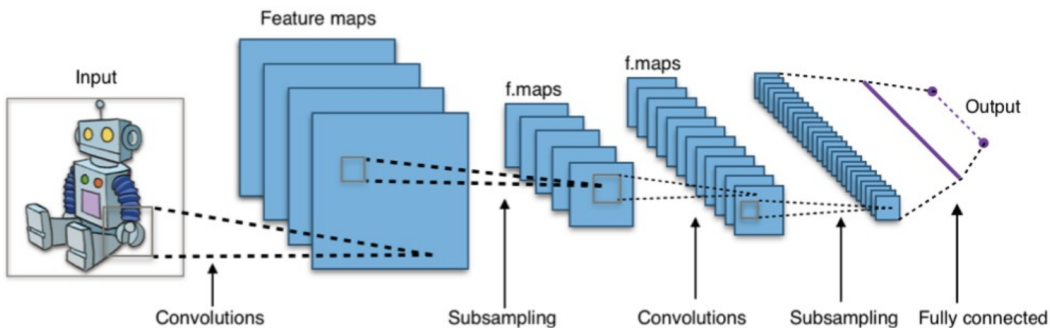 Feature maps
Input
f.maps
f.maps
Output
Convolutions
Subsampling
Convolutions
Subsampling
Fully connected